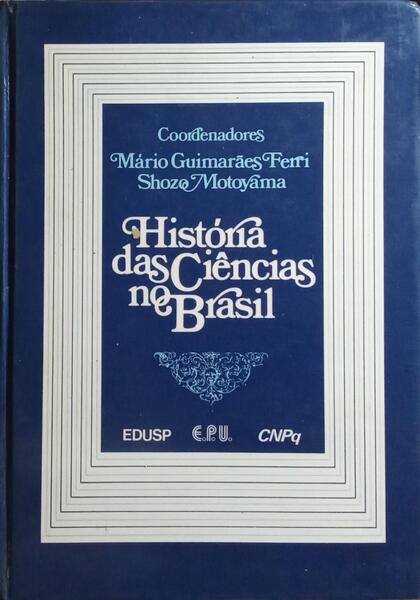 Coordenadores
Mário Guimarães Ferri
Shozo Motoyama
História
das Ciências
no Brasil
EDUSP E.P.U. CNPq